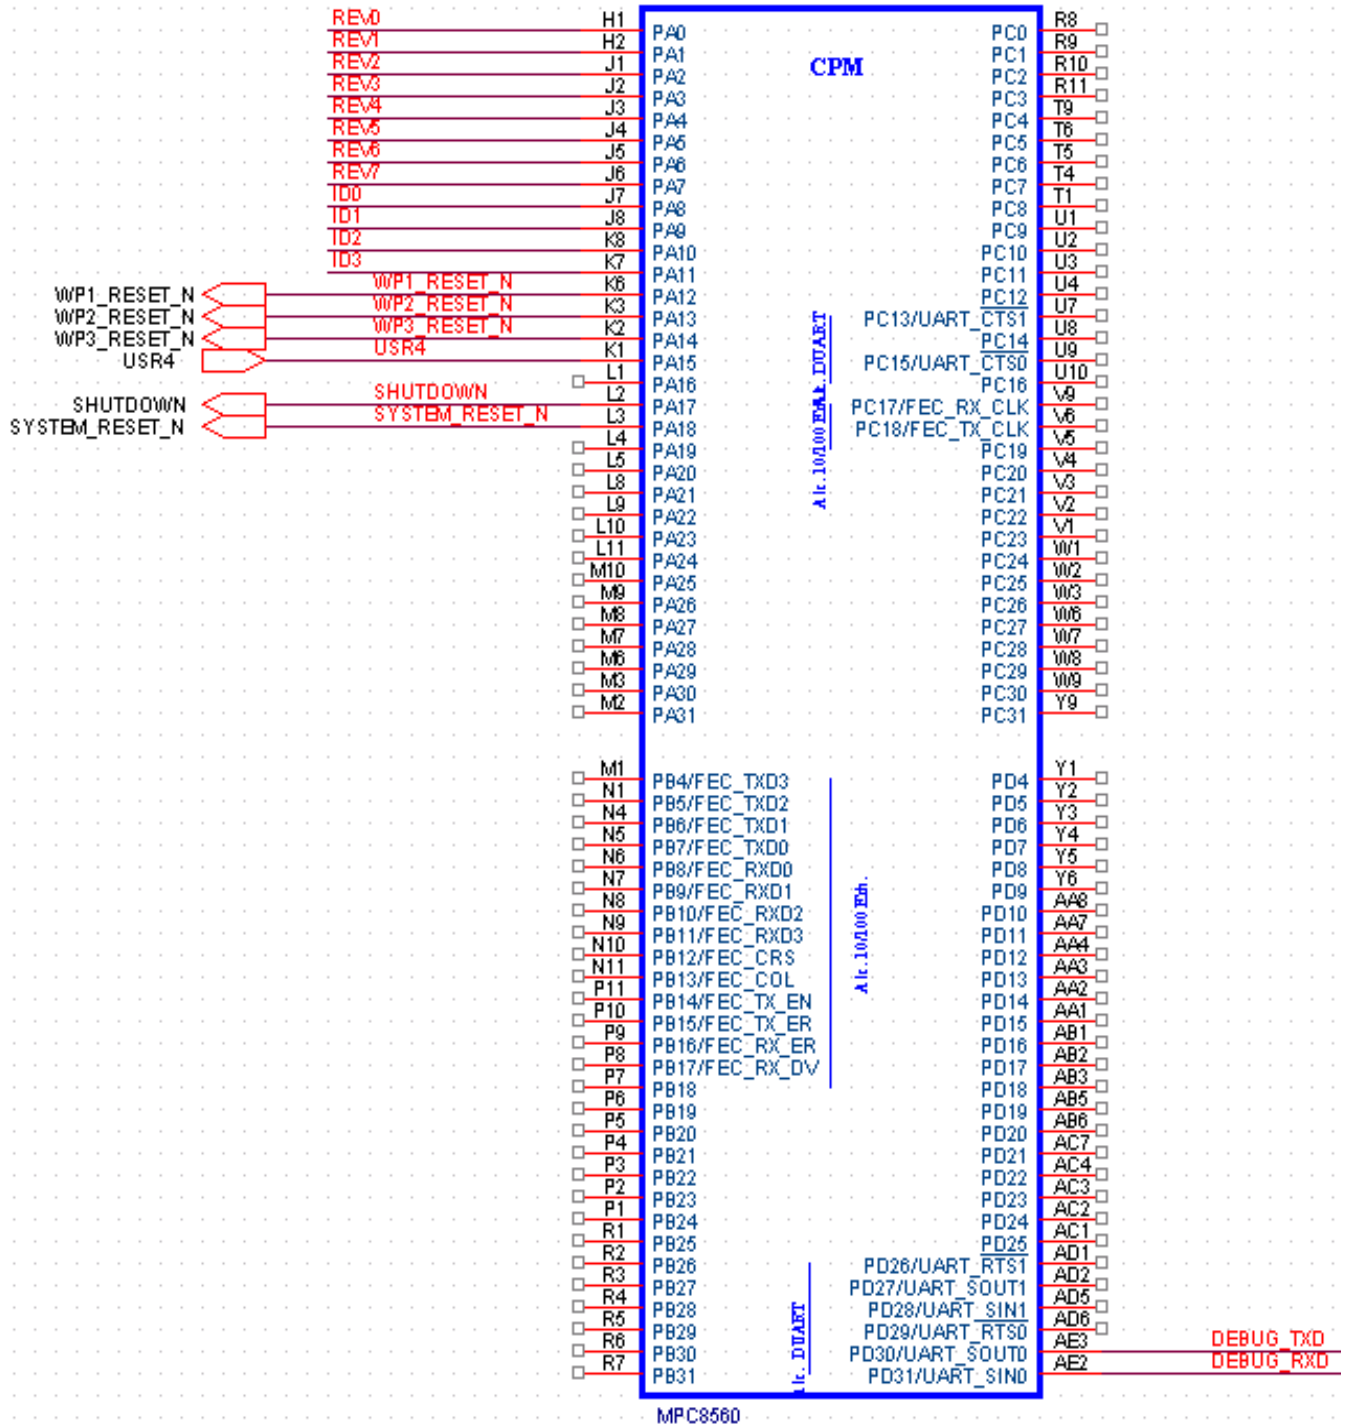 REV0 H1 PA0 PC0 R8
REV1 H2 PA1 PC1 R9
REV2 J1 PA2 PC2 R10
REV3 J2 PA3 PC3 R11
REV4 J3 PA4 PC4 T9
REV5 J4 PA5 PC5 T6
REV6 J5 PA6 PC6 T5
REV7 J6 PA7 PC7 T4
ID0 J7 PA8 PC8 T1
ID1 J8 PA9 PC9 U1
ID2 K8 PA10 PC10 U2
ID3 K7 PA11 PC11 U3
WP1_RESET_N WP1_RESET_N K6 PA12 PC12 U4
WP2_RESET_N WP2_RESET_N K3 PA13 PC13/UART_CTS1 U7
WP3_RESET_N WP3_RESET_N K2 PA14 PC14 U8
USR4 USR4 K1 PA15 PC15/UART_CTS0 U9
L1 PA16 PC16 U10
SHUTDOWN SHUTDOWN L2 PA17 PC17/FEC_RX_CLK V9
SYSTEM_RESET_N SYSTEM_RESET_N L3 PA18 PC18/FEC_TX_CLK V6
L4 PA19 PC19 V5
L5 PA20 PC20 V4
L8 PA21 PC21 V3
L9 PA22 PC22 V2
L10 PA23 PC23 V1
L11 PA24 PC24 W1
M10 PA25 PC25 W2
M9 PA26 PC26 W3
M8 PA27 PC27 W6
M7 PA28 PC28 W7
M6 PA29 PC29 W8
M3 PA30 PC30 W9
M2 PA31 PC31 Y9
CPM
DUART
Alt. 10/100 Eth.
M1 PB4/FEC_TXD3 PD4 Y1
N1 PB5/FEC_TXD2 PD5 Y2
N4 PB6/FEC_TXD1 PD6 Y3
N5 PB7/FEC_TXD0 PD7 Y4
N6 PB8/FEC_RXD0 PD8 Y5
N7 PB9/FEC_RXD1 PD9 Y6
N8 PB10/FEC_RXD2 PD10 AA8
N9 PB11/FEC_RXD3 PD11 AA7
N10 PB12/FEC_CRS PD12 AA4
N11 PB13/FEC_COL PD13 AA3
P11 PB14/FEC_TX_EN PD14 AA2
P10 PB15/FEC_TX_ER PD15 AA1
P9 PB16/FEC_RX_ER PD16 AB1
P8 PB17/FEC_RX_DV PD17 AB2
P7 PB18 PD18 AB3
P6 PB19 PD19 AB5
P5 PB20 PD20 AB6
P4 PB21 PD21 AC7
P3 PB22 PD22 AC4
P2 PB23 PD23 AC3
P1 PB24 PD24 AC2
R1 PB25 PD25 AC1
R2 PB26 PD26/UART_RTS1 AD1
R3 PB27 PD27/UART_SOUT1 AD2
R4 PB28 PD28/UART_SIN1 AD5
R5 PB29 PD29/UART_RTS0 AD6
R6 PB30 PD30/UART_SOUT0 AE3 DEBUG_TXD
R7 PB31 PD31/UART_SIN0 AE2 DEBUG_RXD
Alt. 10/100 Eth.
Alt. DUART
MPC8560